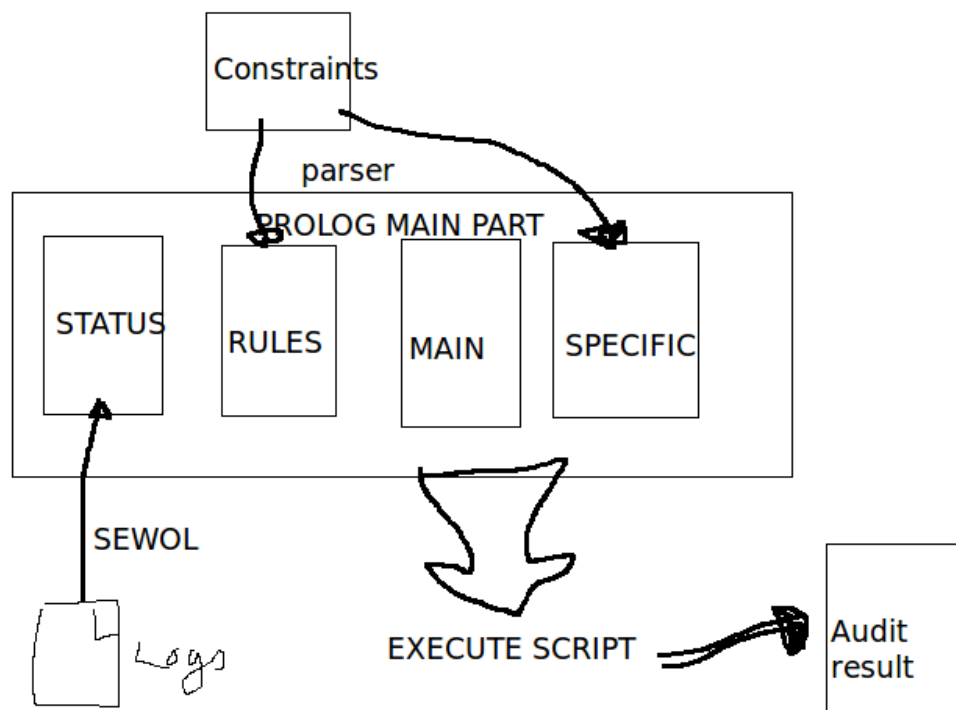 Constraints
parser
PROLOG MAIN PART
STATUS
RULES
MAIN
SPECIFIC
SEWOL
Logs
EXECUTE SCRIPT
Audit
result